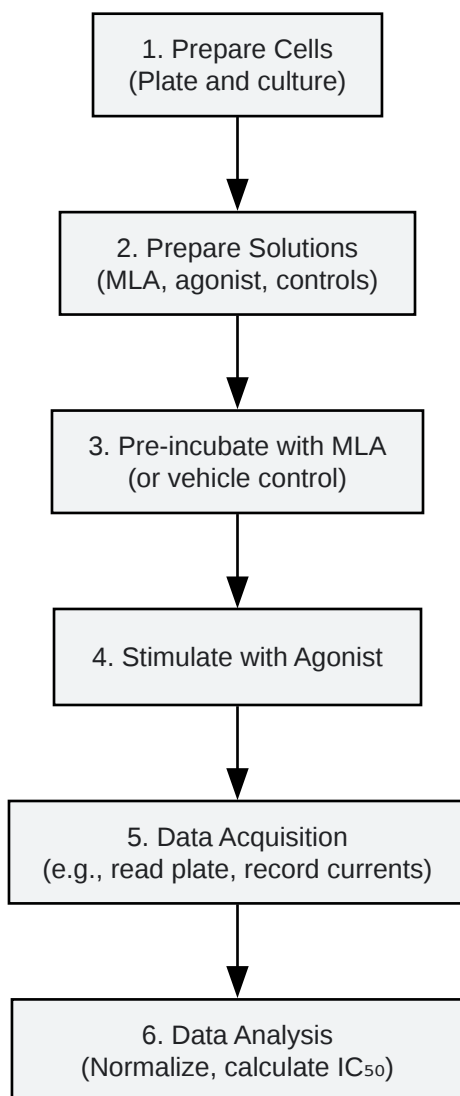 1. Prepare Cells
(Plate and culture)
2. Prepare Solutions
(MLA, agonist, controls)
3. Pre-incubate with MLA
(or vehicle control)
4. Stimulate with Agonist
5. Data Acquisition
(e.g., read plate, record currents)
6. Data Analysis
(Normalize, calculate IC₅₀)